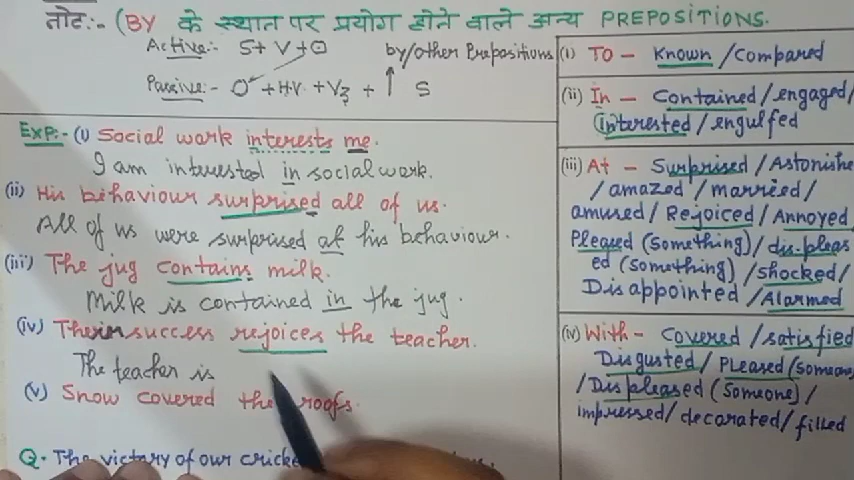 नोट:- (BY के स्थान पर प्रयोग होने वाले अन्य PREPOSITIONS.
Active:- S+V+O
by/other Prepositions
Passive:- O + H.V. + V3 + S
Exp:- (i) Social work interests me.
I am interested in social work.
(ii) His behaviour surprised all of us.
All of us were surprised at his behaviour.
(iii) The jug contains milk.
Milk is contained in the jug.
(iv) Their success rejoices the teacher.
The teacher is
(v) Snow covered the roofs.
Q. The victory of our
(i) TO - Known /compared
(ii) In - Contained/engaged/
interested/engulfed
(iii) At - Surprised/Astonishe
/amazed/married/
amused/Rejoiced/Annoyed
Pleased (something)/displeas
ed (something)/shocked/
Disappointed/Alarmed
(iv) With- Covered/satisfied
Disgusted/Pleased (someone)
/Displeased (someone)/
impressed/decorated/filled